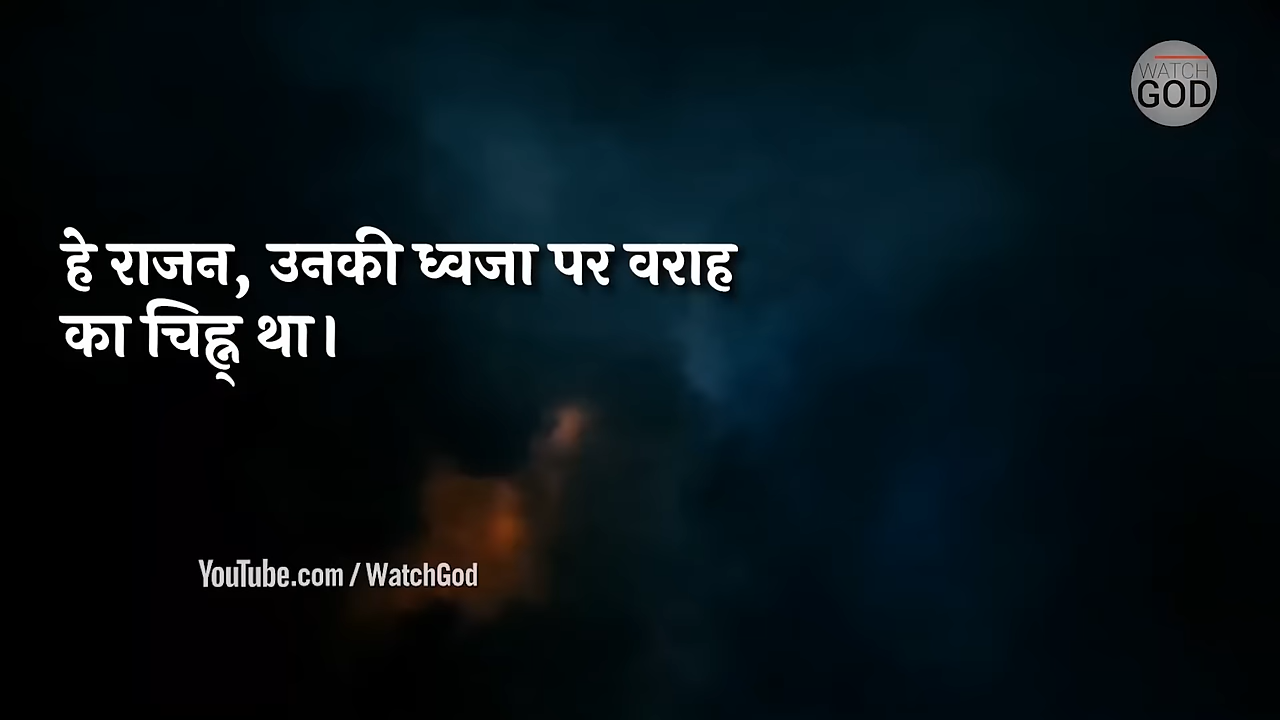 WATCH
GOD
हे राजन, उनकी ध्वजा पर वराह
का चिह्न् था।
YouTube.com / WatchGod